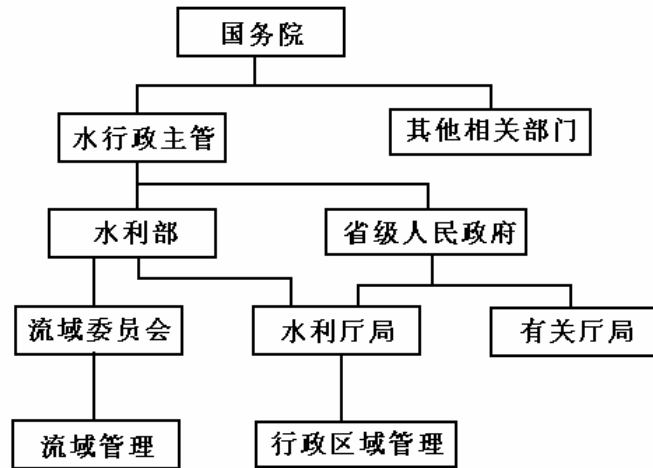 国务院
水行政主管
其他相关部门
水利部
省级人民政府
流域委员会
水利厅局
有关厅局
流域管理
行政区域管理